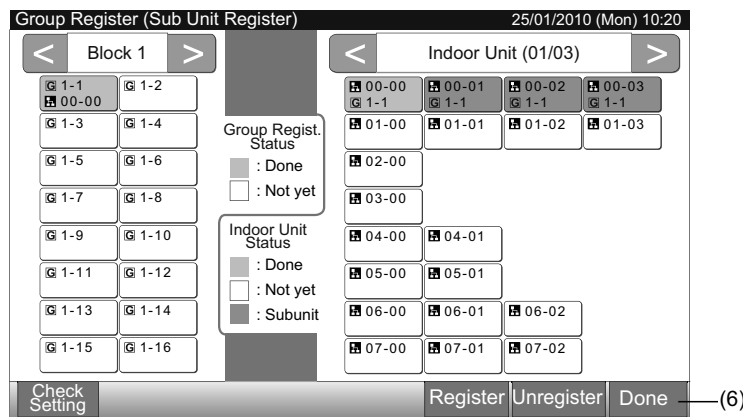 Group Register (Sub Unit Register) 25/01/2010 (Mon) 10:20
< Block 1 > < Indoor Unit (01/03) >
G 1-1 G 1-2
00-00
G 1-3 G 1-4
G 1-5 G 1-6
G 1-7 G 1-8
G 1-9 G 1-10
G 1-11 G 1-12
G 1-13 G 1-14
G 1-15 G 1-16
Group Regist.
Status
: Done
: Not yet
Indoor Unit
Status
: Done
: Not yet
: Subunit
00-00 00-01 00-02 00-03
G 1-1 G 1-1 G 1-1 G 1-1
01-00 01-01 01-02 01-03
02-00
03-00
04-00 04-01
05-00 05-01
06-00 06-01 06-02
07-00 07-01 07-02
Check
Setting
Register Unregister Done (6)